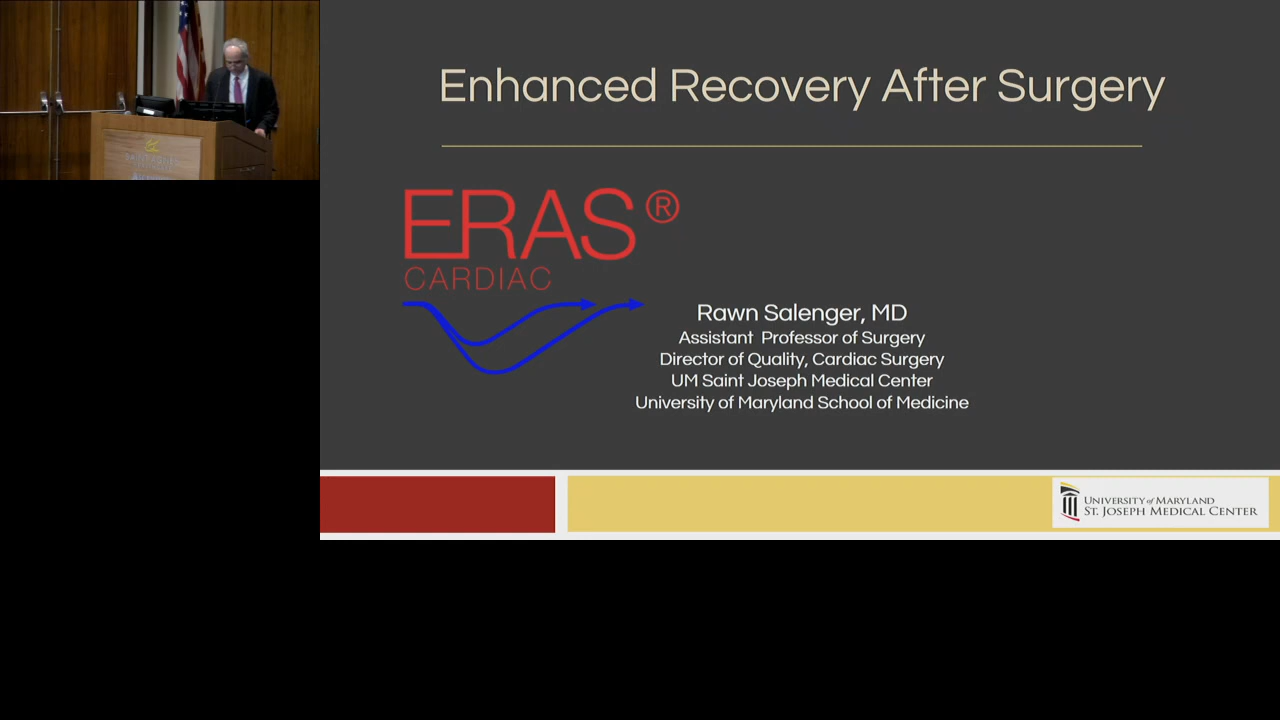 Enhanced Recovery After Surgery
ERAS®
CARDIAC
Rawn Salenger, MD
Assistant Professor of Surgery
Director of Quality, Cardiac Surgery
UM Saint Joseph Medical Center
University of Maryland School of Medicine
UNIVERSITY of MARYLAND
ST. JOSEPH MEDICAL CENTER